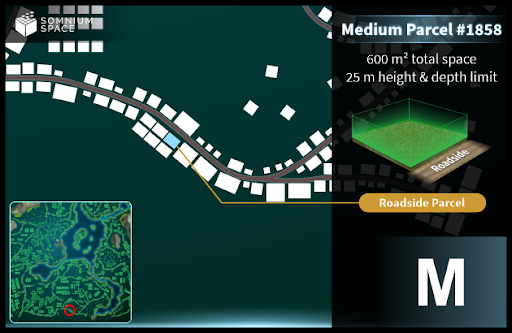 SOMNIUM
SPACE
Medium Parcel #1858
600 m² total space
25 m height & depth limit
Roadside
Roadside Parcel
M